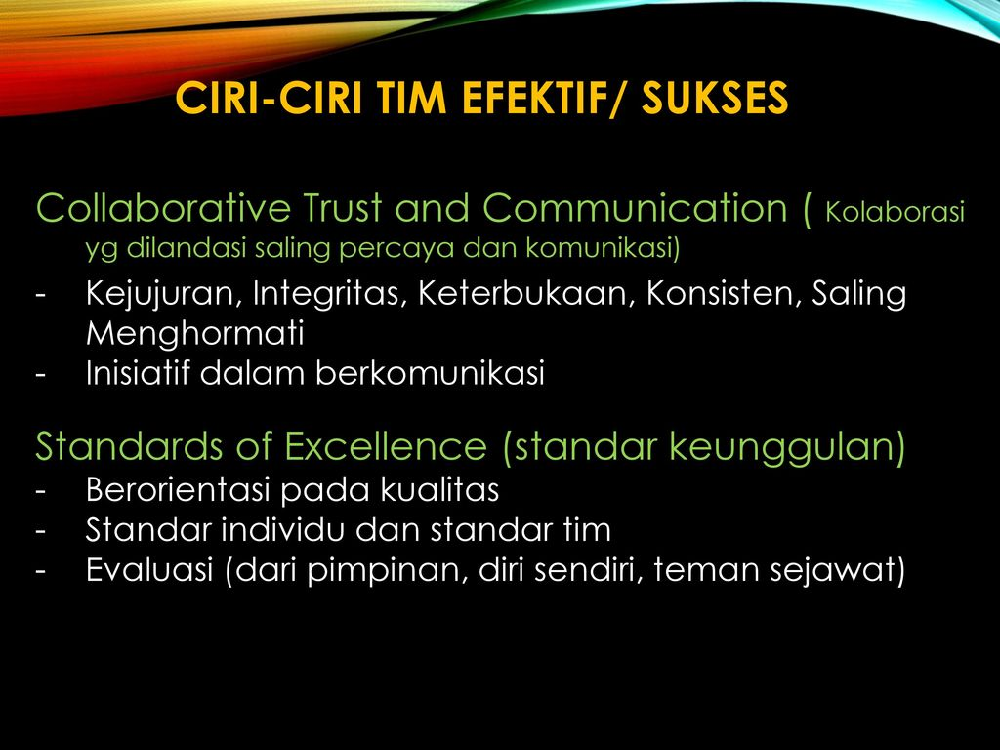 CIRI-CIRI TIM EFEKTIF/ SUKSES
Collaborative Trust and Communication ( Kolaborasi
yg dilandasi saling percaya dan komunikasi)
- Kejujuran, Integritas, Keterbukaan, Konsisten, Saling
Menghormati
- Inisiatif dalam berkomunikasi
Standards of Excellence (standar keunggulan)
- Berorientasi pada kualitas
- Standar individu dan standar tim
- Evaluasi (dari pimpinan, diri sendiri, teman sejawat)